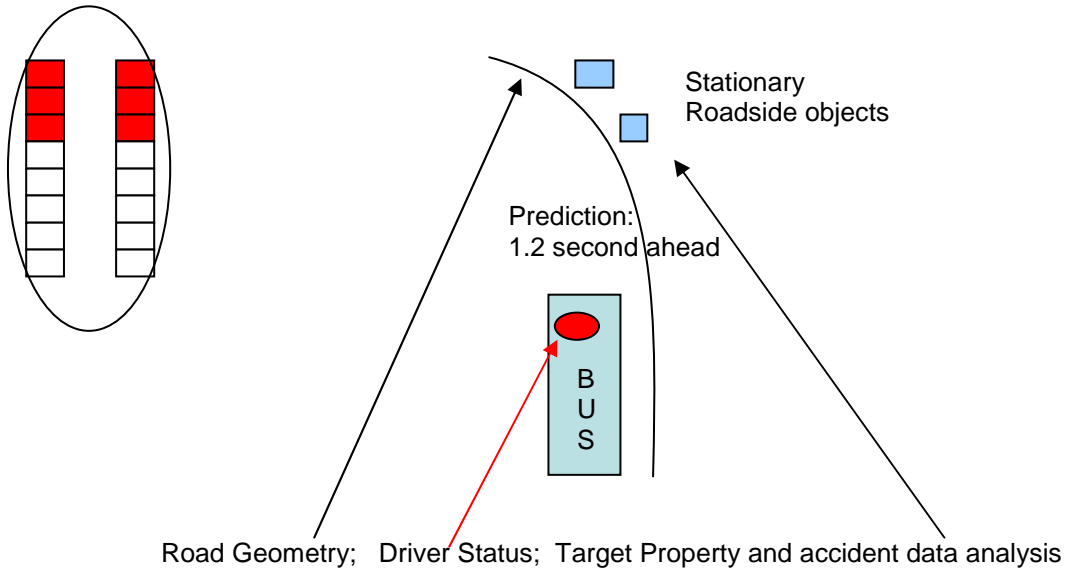 Stationary
Roadside objects
Prediction:
1.2 second ahead
B
U
S
Road Geometry; Driver Status; Target Property and accident data analysis